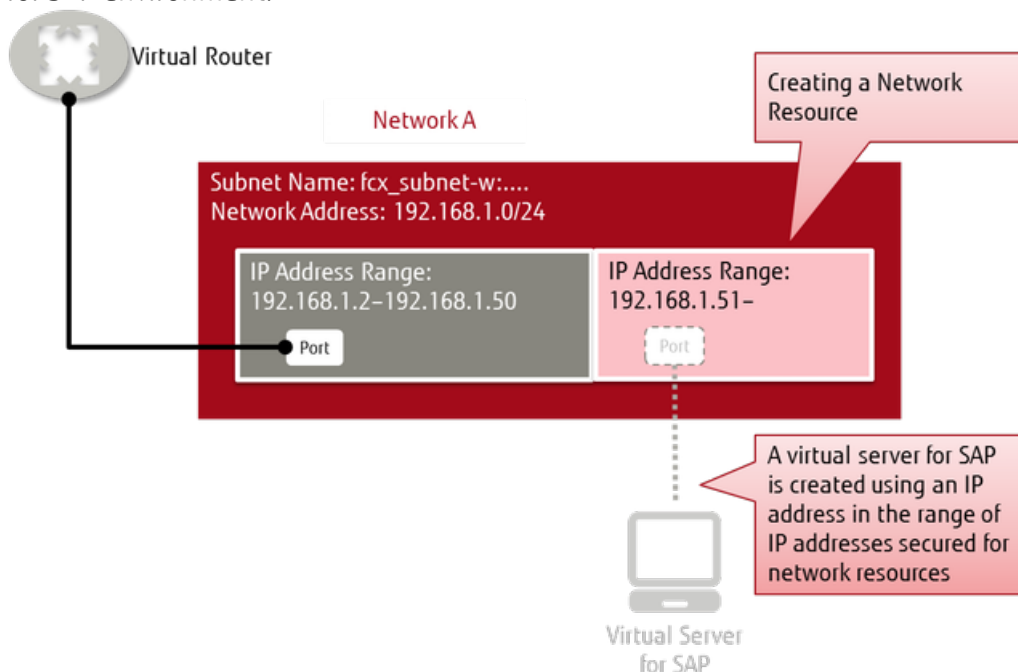 Virtual Router
Creating a Network
Resource
Network A
Subnet Name: fcx_subnet-w:....
Network Address: 192.168.1.0/24
IP Address Range:
192.168.1.2–192.168.1.50
Port
IP Address Range:
192.168.1.51–
Port
A virtual server for SAP
is created using an IP
address in the range of
IP addresses secured for
network resources
Virtual Server
for SAP